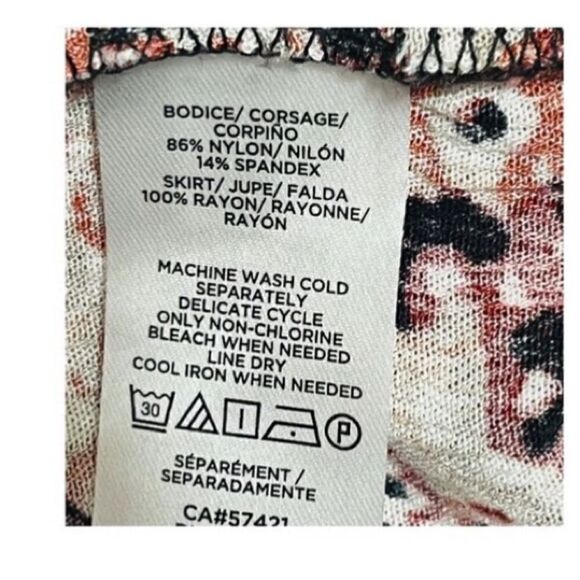 BODICE/ CORSAGE/
CORPIÑO
86% NYLON/ NILÓN
14% SPANDEX
SKIRT/ JUPE/ FALDA
100% RAYON/ RAYONNE/
RAYÓN
MACHINE WASH COLD
SEPARATELY
DELICATE CYCLE
ONLY NON-CHLORINE
BLEACH WHEN NEEDED
LINE DRY
COOL IRON WHEN NEEDED
30 P
SÉPARÉMENT /
SEPARADAMENTE
CA#57421